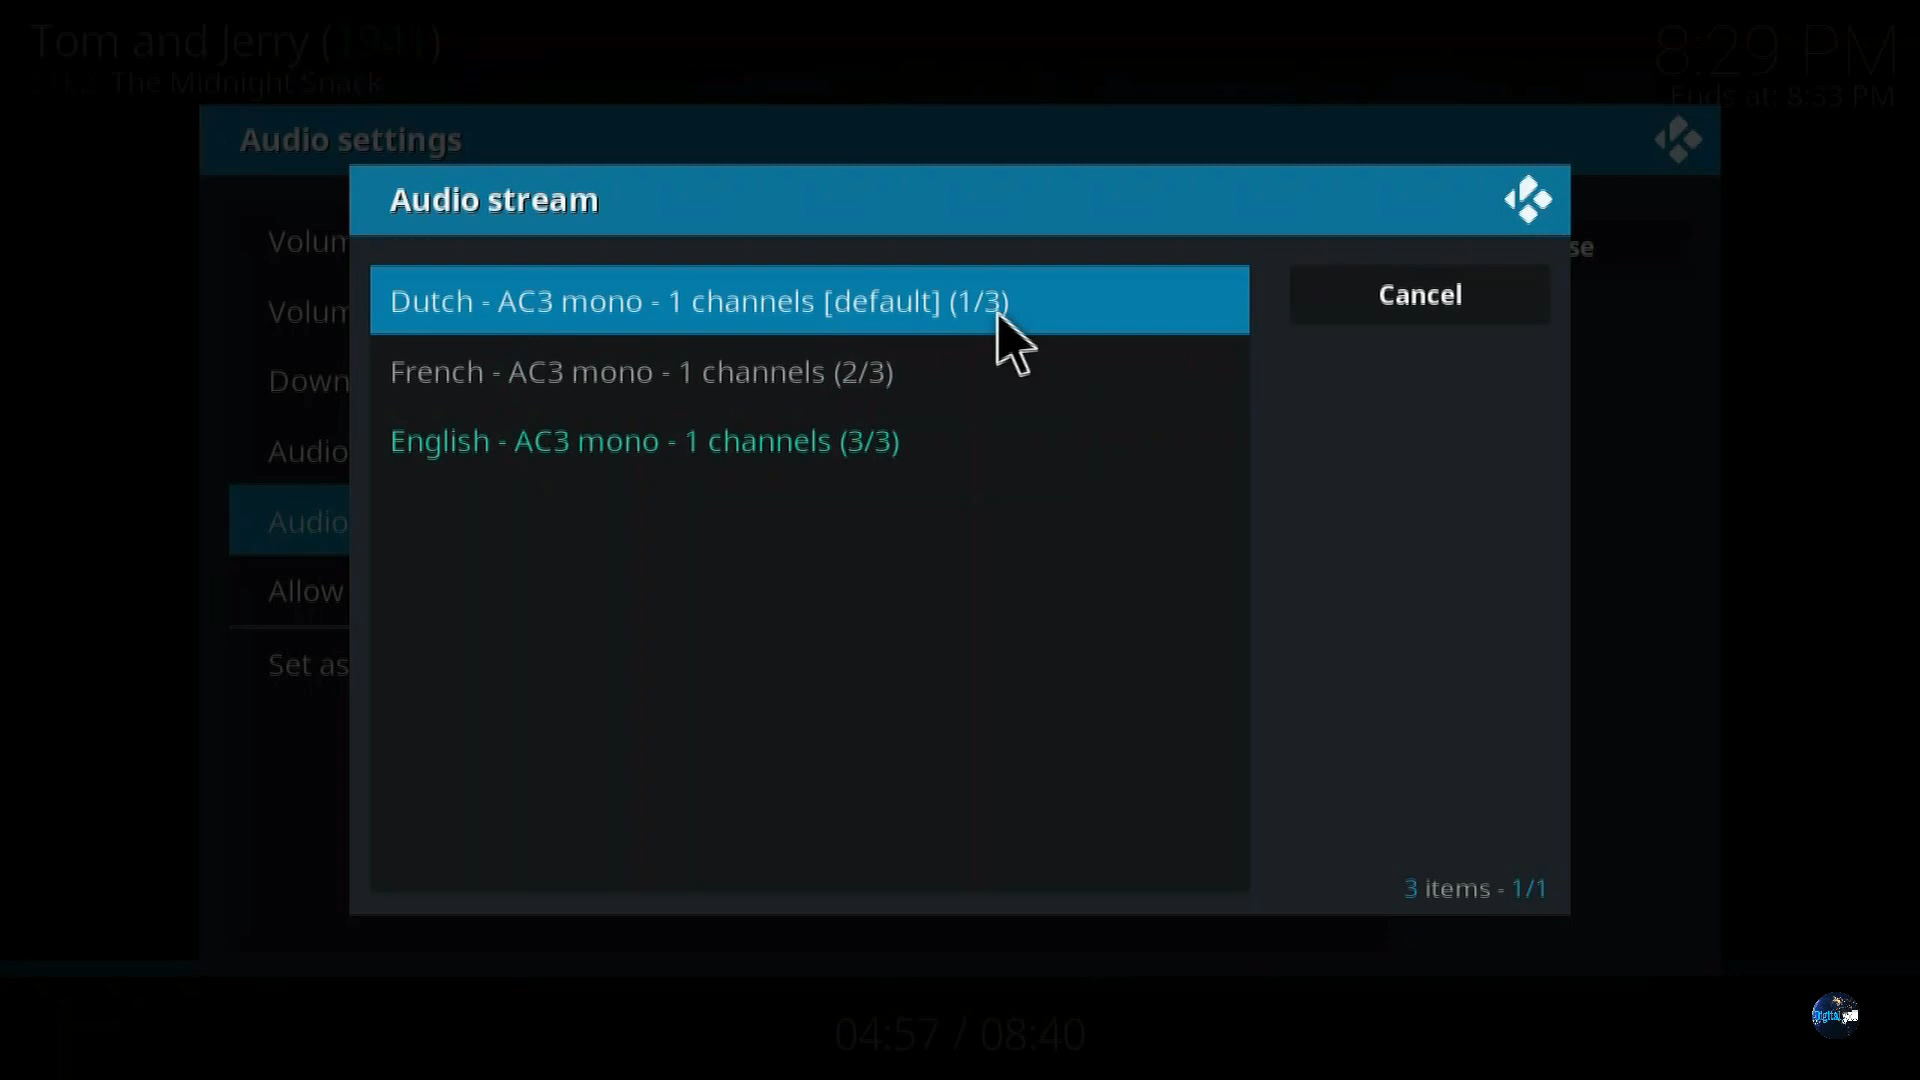 Tom and Jerry (1941)
The Midnight Snack
8:29 PM
Ends at: 8:33 PM
Audio settings
Audio stream
Volum
se
Dutch - AC3 mono - 1 channels [default] (1/3)
Cancel
Volum
French - AC3 mono - 1 channels (2/3)
Down
English - AC3 mono - 1 channels (3/3)
Audio
Audio
Allow
Set as
3 items - 1/1
04:57 / 08:40